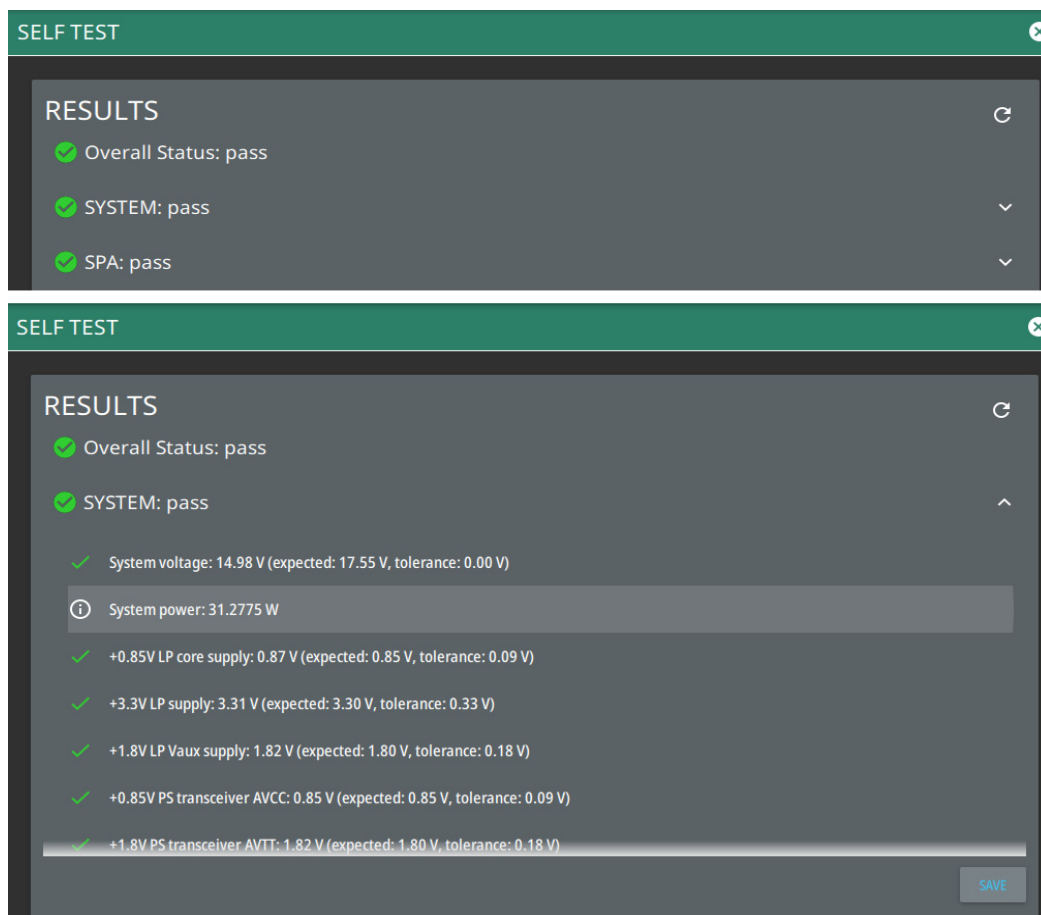 SELF TEST
RESULTS
Overall Status: pass
SYSTEM: pass
SPA: pass
SELF TEST
RESULTS
Overall Status: pass
SYSTEM: pass
System voltage: 14.98 V (expected: 17.55 V, tolerance: 0.00 V)
System power: 31.2775 W
+0.85V LP core supply: 0.87 V (expected: 0.85 V, tolerance: 0.09 V)
+3.3V LP supply: 3.31 V (expected: 3.30 V, tolerance: 0.33 V)
+1.8V LP Vaux supply: 1.82 V (expected: 1.80 V, tolerance: 0.18 V)
+0.85V PS transceiver AVCC: 0.85 V (expected: 0.85 V, tolerance: 0.09 V)
+1.8V PS transceiver AVTT: 1.82 V (expected: 1.80 V, tolerance: 0.18 V)
SAVE